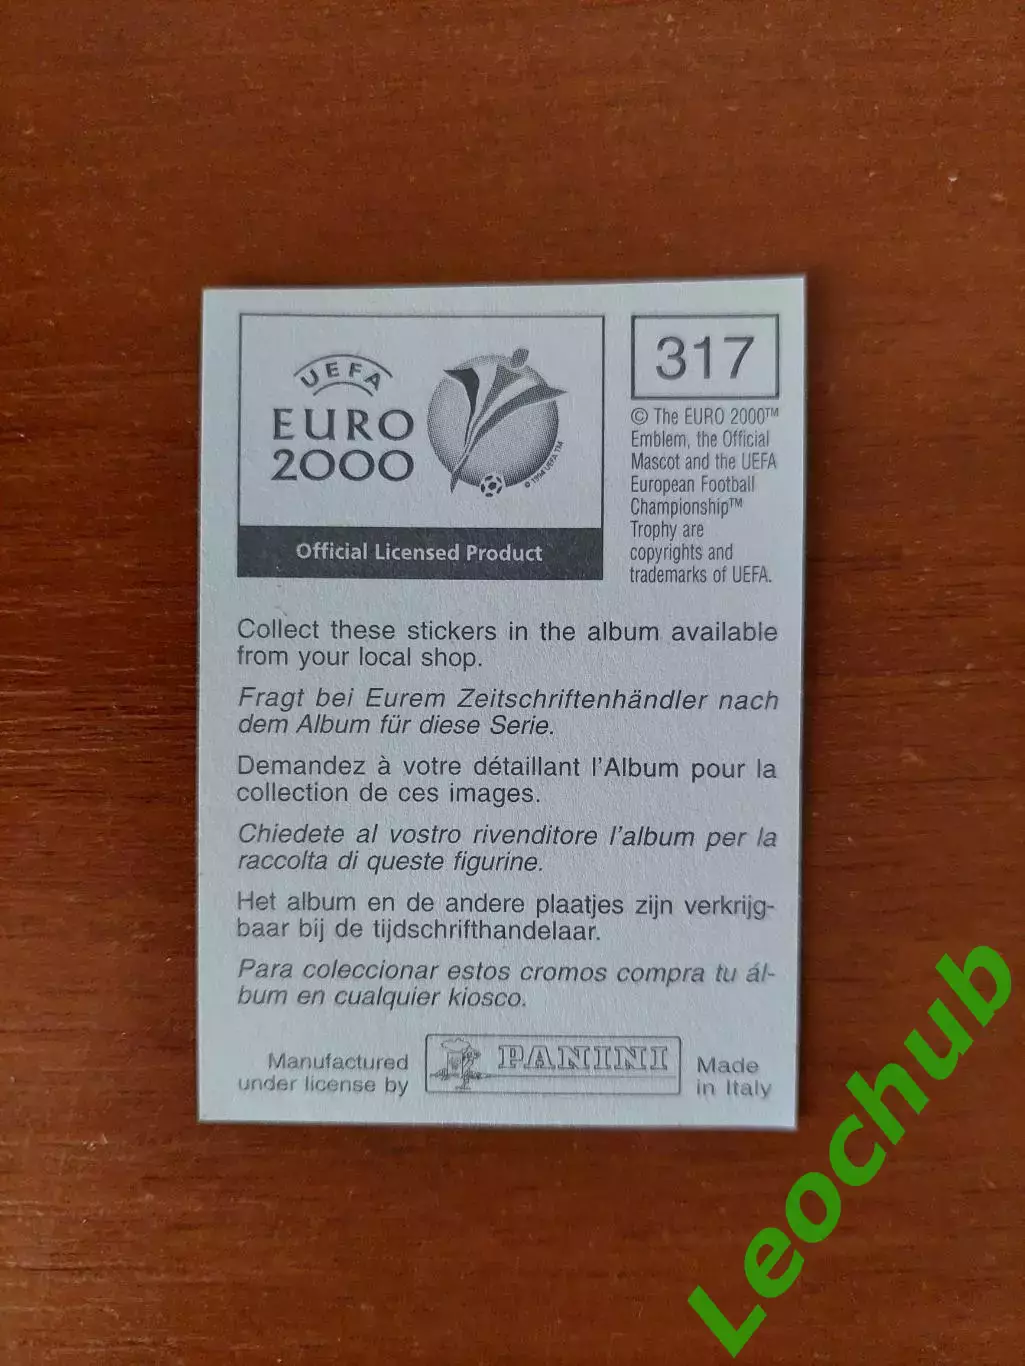 UEFA
EURO
2000
© 1994 UEFA TM
Official Licensed Product
317
© The EURO 2000™
Emblem, the Official
Mascot and the UEFA
European Football
Championship™
Trophy are
copyrights and
trademarks of UEFA.
Collect these stickers in the album available
from your local shop.
Fragt bei Eurem Zeitschriftenhändler nach
dem Album für diese Serie.
Demandez à votre détaillant l'Album pour la
collection de ces images.
Chiedete al vostro rivenditore l'album per la
raccolta di queste figurine.
Het album en de andere plaatjes zijn verkrijg-
baar bij de tijdschrifthandelaar.
Para coleccionar estos cromos compra tu ál-
bum en cualquier kiosco.
Manufactured
under license by
PANINI
Made
in Italy
Leochub